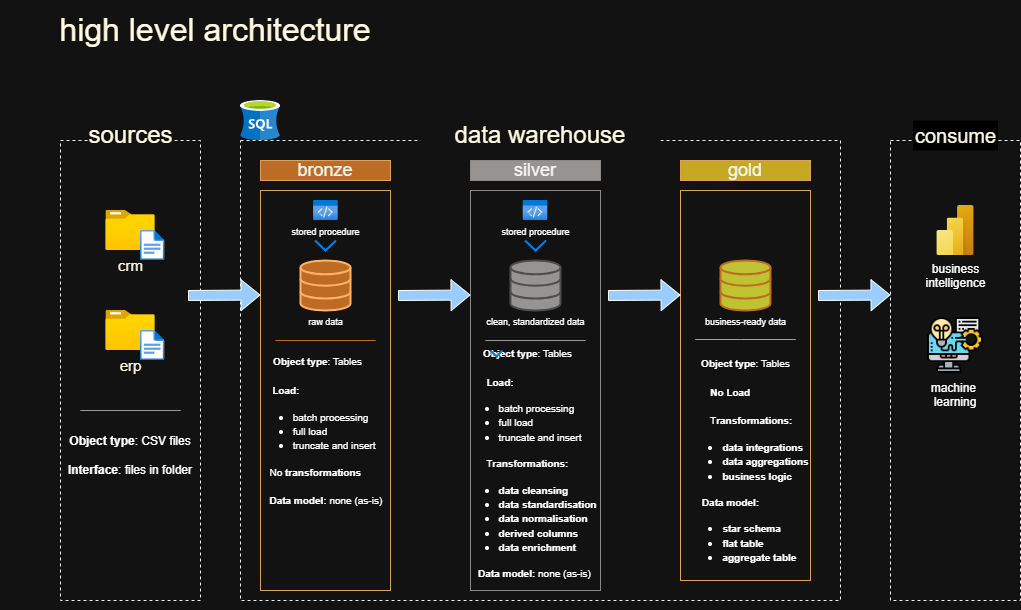 high level architecture
sources
crm
erp
Object type: CSV files
Interface: files in folder
SQL
data warehouse
bronze
</>
stored procedure
raw data
Object type: Tables
Load:
batch processing
full load
truncate and insert
No transformations
Data model: none (as-is)
silver
</>
stored procedure
clean, standardized data
Object type: Tables
Load:
batch processing
full load
truncate and insert
Transformations:
data cleansing
data standardisation
data normalisation
derived columns
data enrichment
Data model: none (as-is)
gold
business-ready data
Object type: Tables
No Load
Transformations:
data integrations
data aggregations
business logic
Data model:
star schema
flat table
aggregate table
consume
business
intelligence
machine
learning